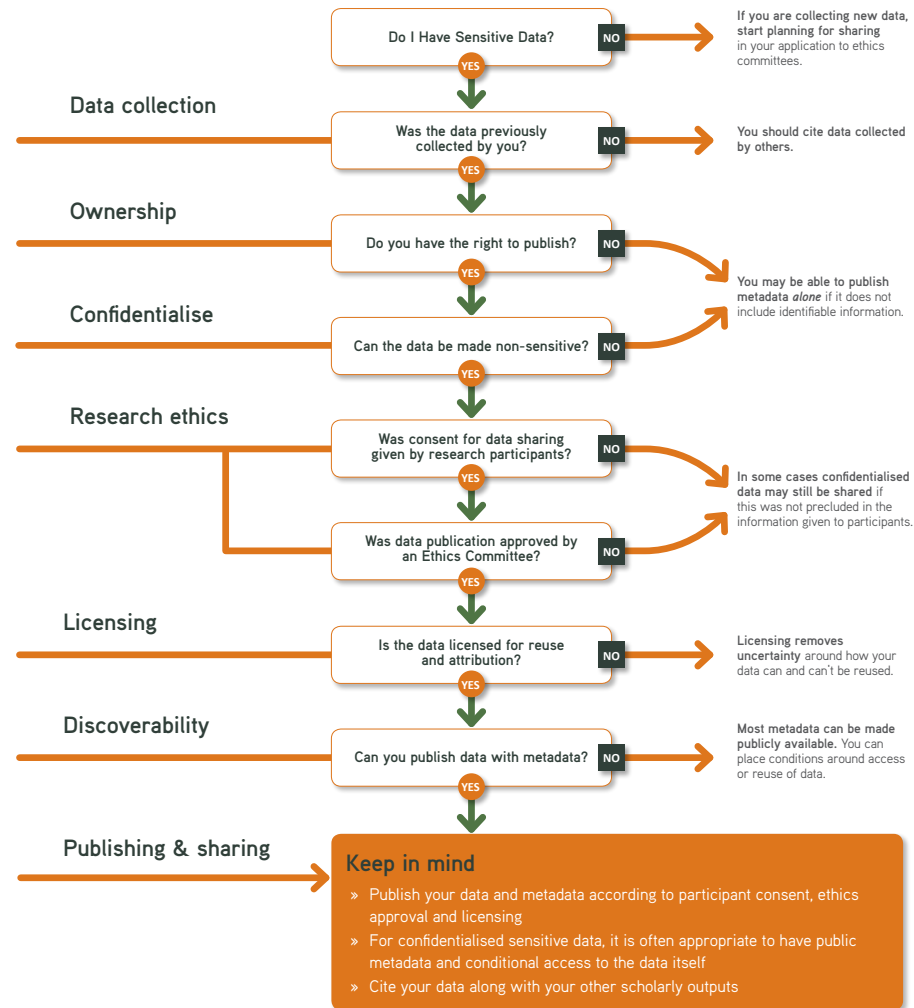 Do I Have Sensitive Data?
NO
If you are collecting new data,
start planning for sharing
in your application to ethics
committees.
YES
Data collection
Was the data previously
collected by you?
NO
You should cite data collected
by others.
YES
Ownership
Do you have the right to publish?
NO
You may be able to publish
metadata alone if it does not
include identifiable information.
YES
Confidentialise
Can the data be made non-sensitive?
NO
YES
Research ethics
Was consent for data sharing
given by research participants?
NO
In some cases confidentialised
data may still be shared if
this was not precluded in the
information given to participants.
YES
Was data publication approved by
an Ethics Committee?
NO
YES
Licensing
Is the data licensed for reuse
and attribution?
NO
Licensing removes
uncertainty around how your
data can and can't be reused.
YES
Discoverability
Can you publish data with metadata?
NO
Most metadata can be made
publicly available. You can
place conditions around access
or reuse of data.
YES
Publishing & sharing
Keep in mind
» Publish your data and metadata according to participant consent, ethics
approval and licensing
» For confidentialised sensitive data, it is often appropriate to have public
metadata and conditional access to the data itself
» Cite your data along with your other scholarly outputs